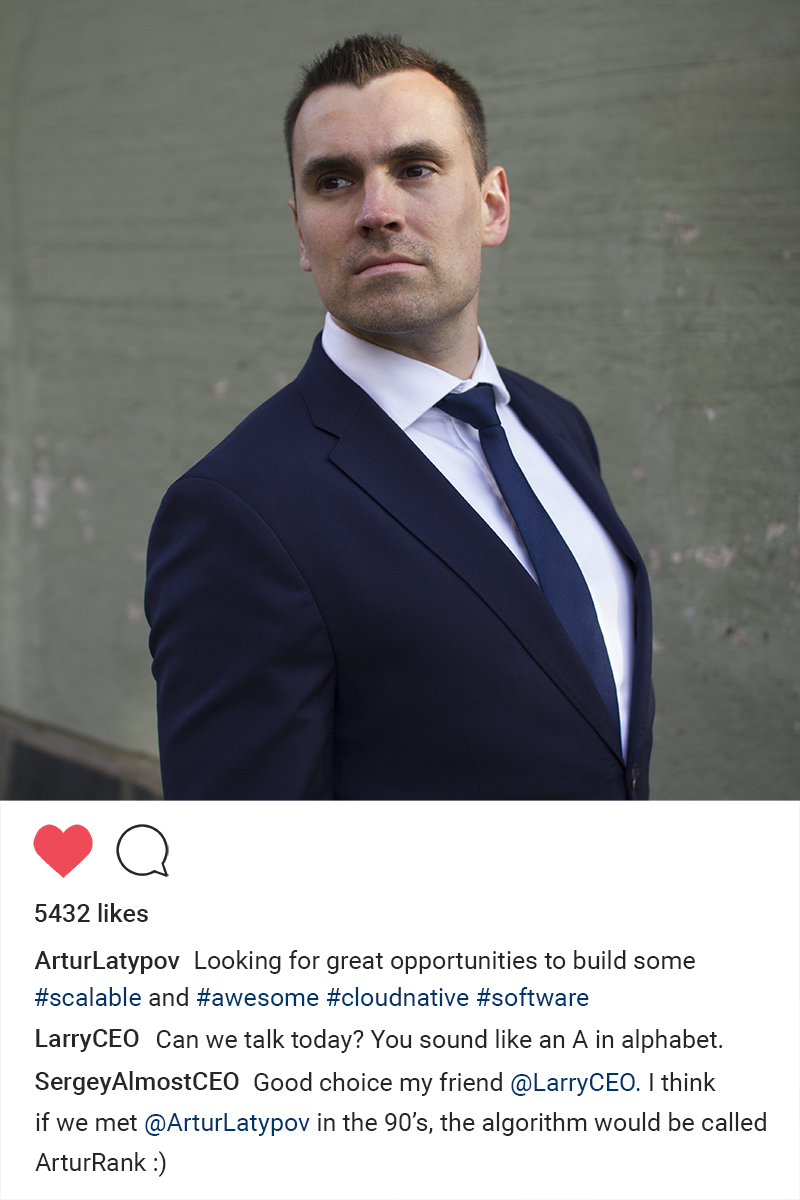 5432 likes
ArturLatypov Looking for great opportunities to build some
#scalable and #awesome #cloudnative #software
LarryCEO Can we talk today? You sound like an A in alphabet.
SergeyAlmostCEO Good choice my friend @LarryCEO. I think
if we met @ArturLatypov in the 90’s, the algorithm would be called
ArturRank :)